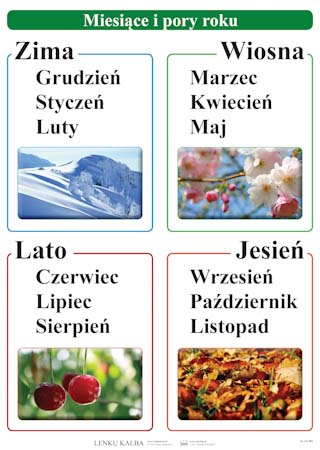 Miesiące i pory roku
Zima
Grudzień
Styczeń
Luty
Wiosna
Marzec
Kwiecień
Maj
Lato
Czerwiec
Lipiec
Sierpień
Jesień
Wrzesień
Październik
Listopad
LENKŲ KALBA